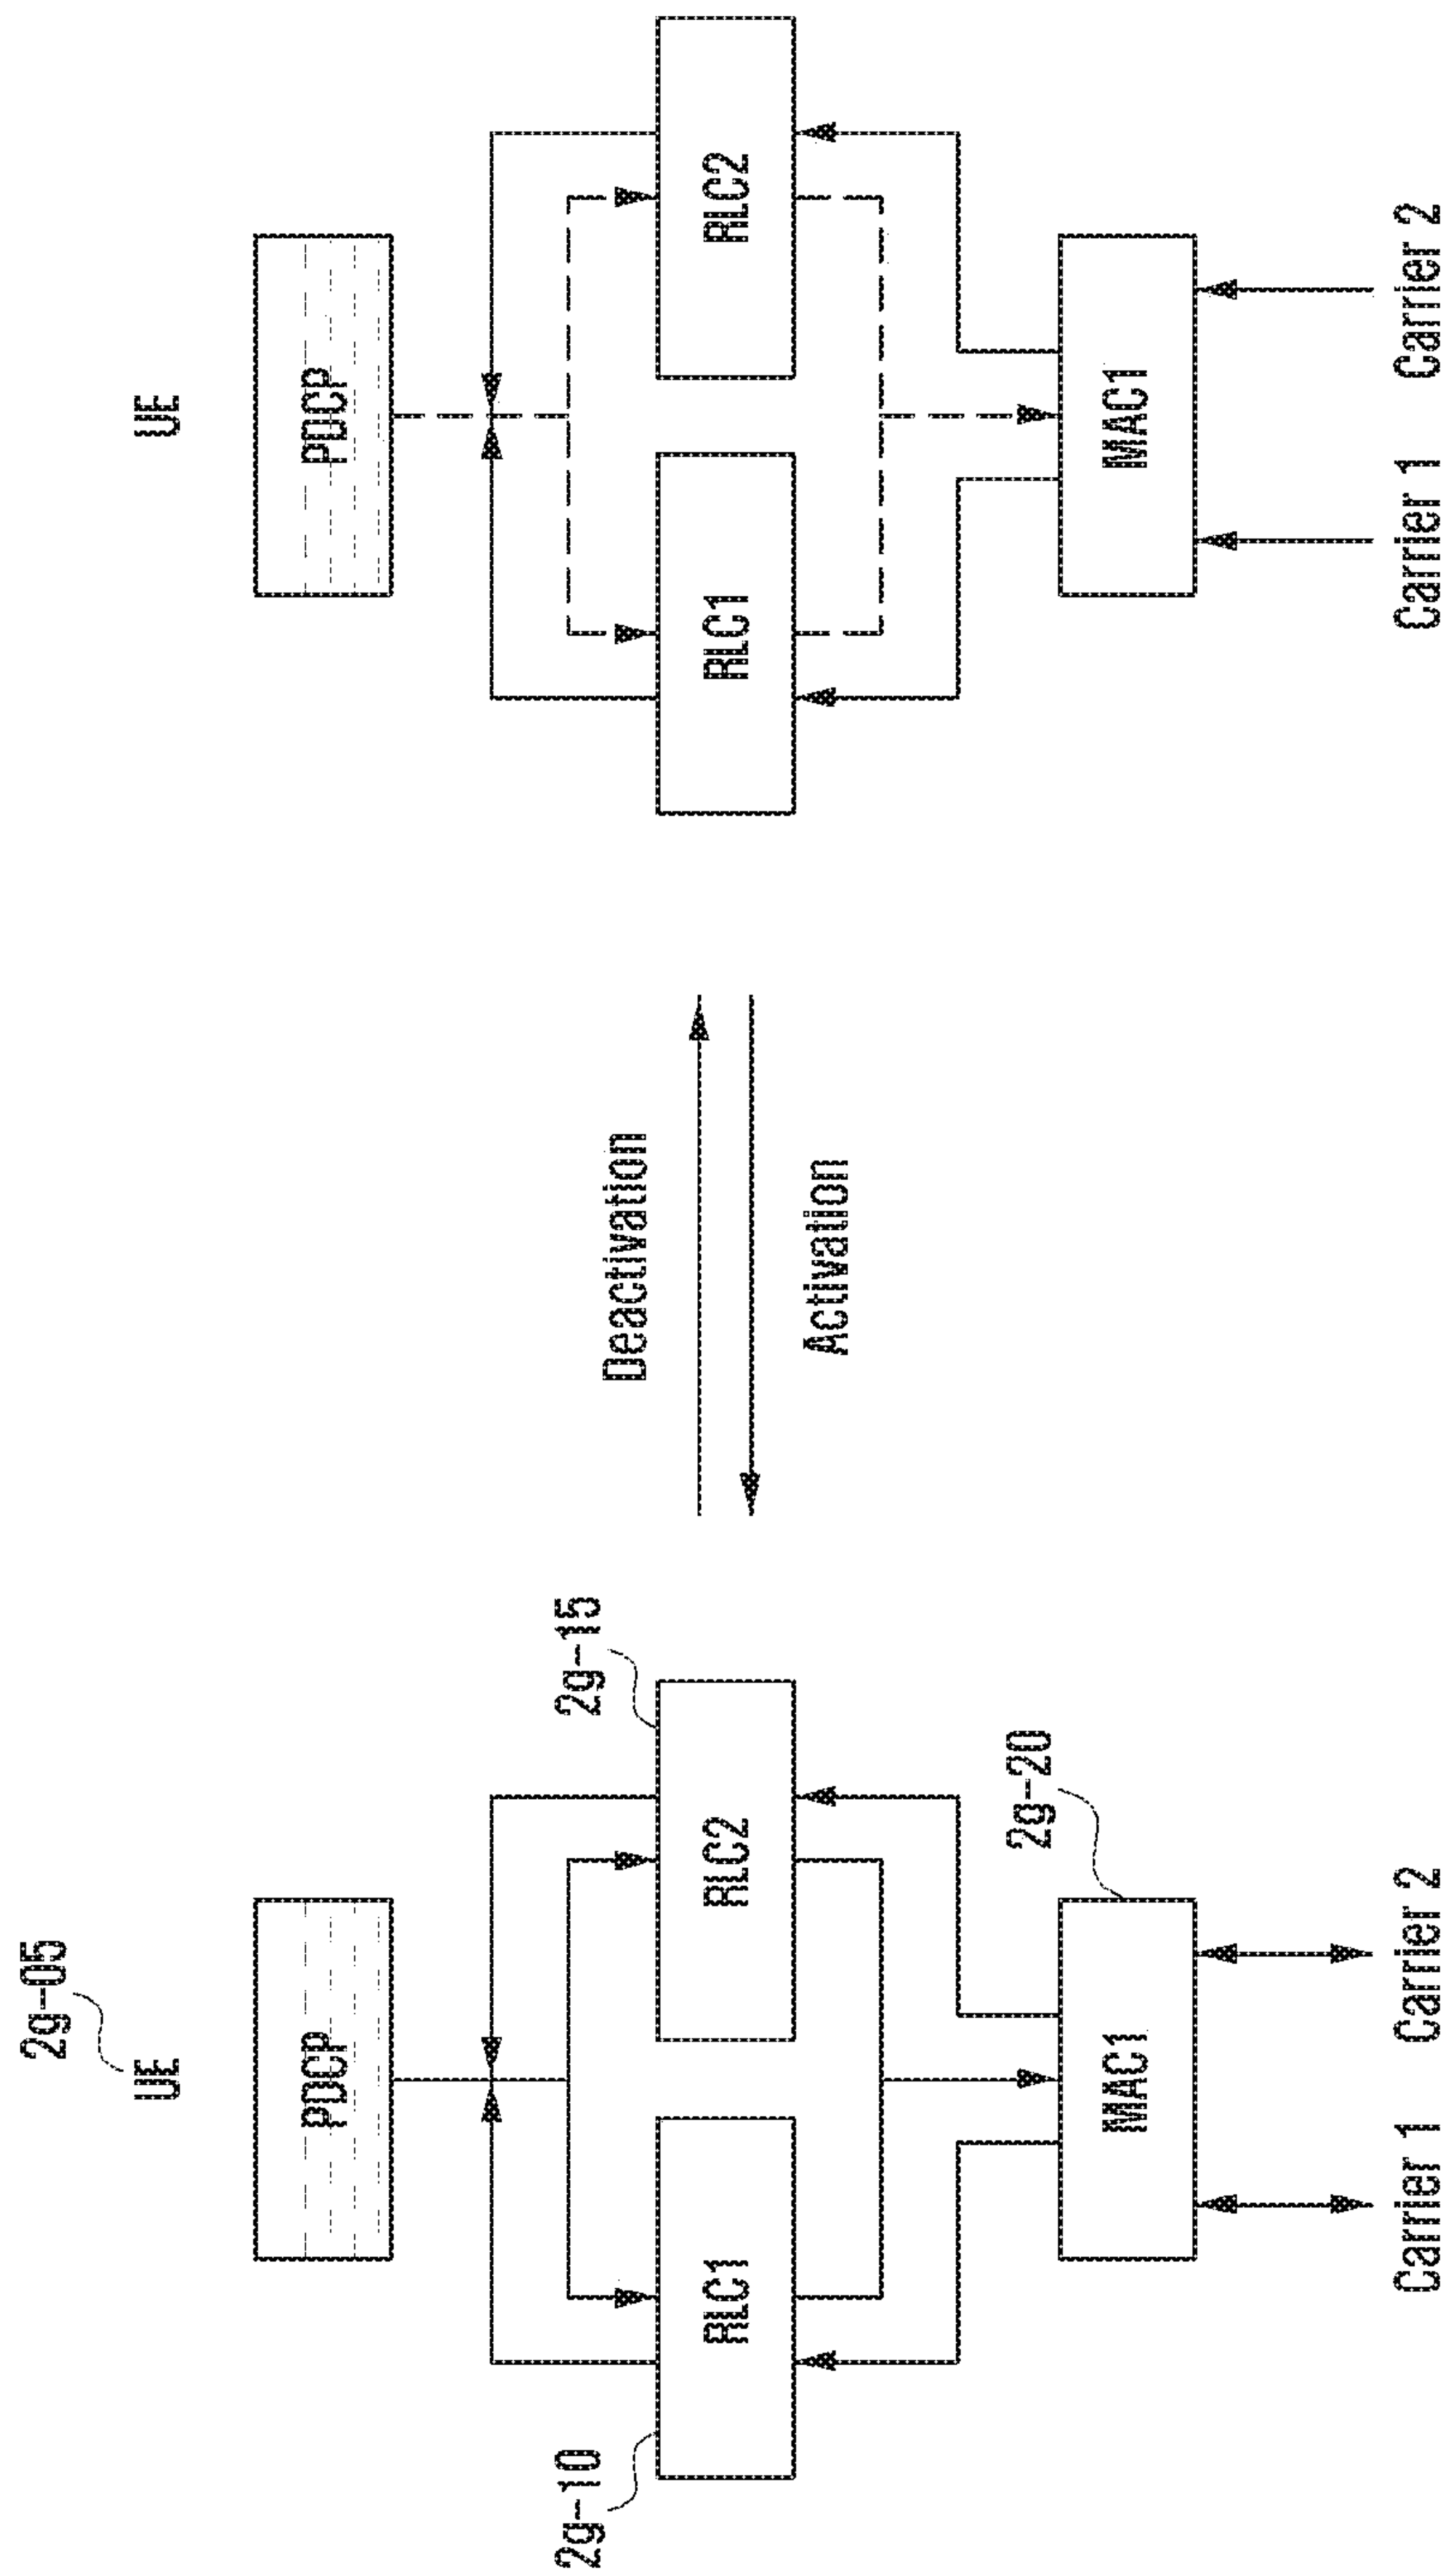 2g-05
UE
PDCP
2g-10
RLC1
RLC2
2g-15
MAC1
2g-20
Carrier 1
Carrier 2
Deactivation
Activation
UE
PDCP
RLC1
RLC2
MAC1
Carrier 1
Carrier 2